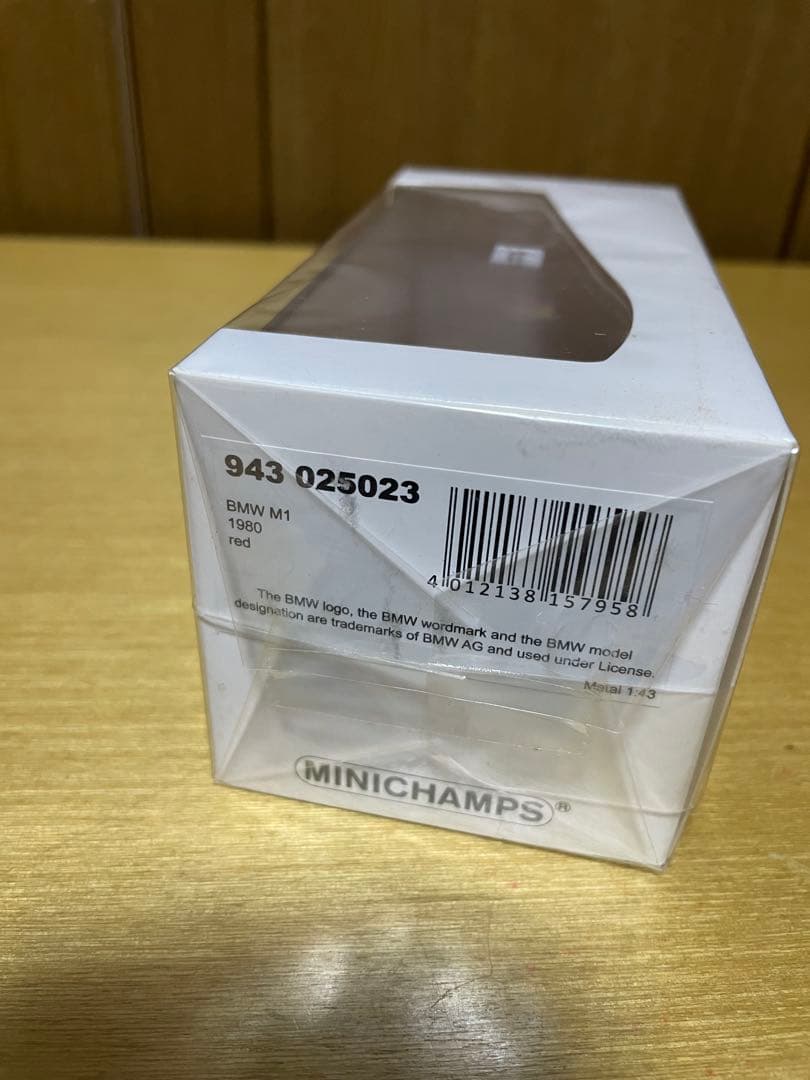 943 025023
BMW M1
1980
red
4 012138 157958
The BMW logo, the BMW wordmark and the BMW model
designation are trademarks of BMW AG and used under License.
Metal 1:43
MINICHAMPS®